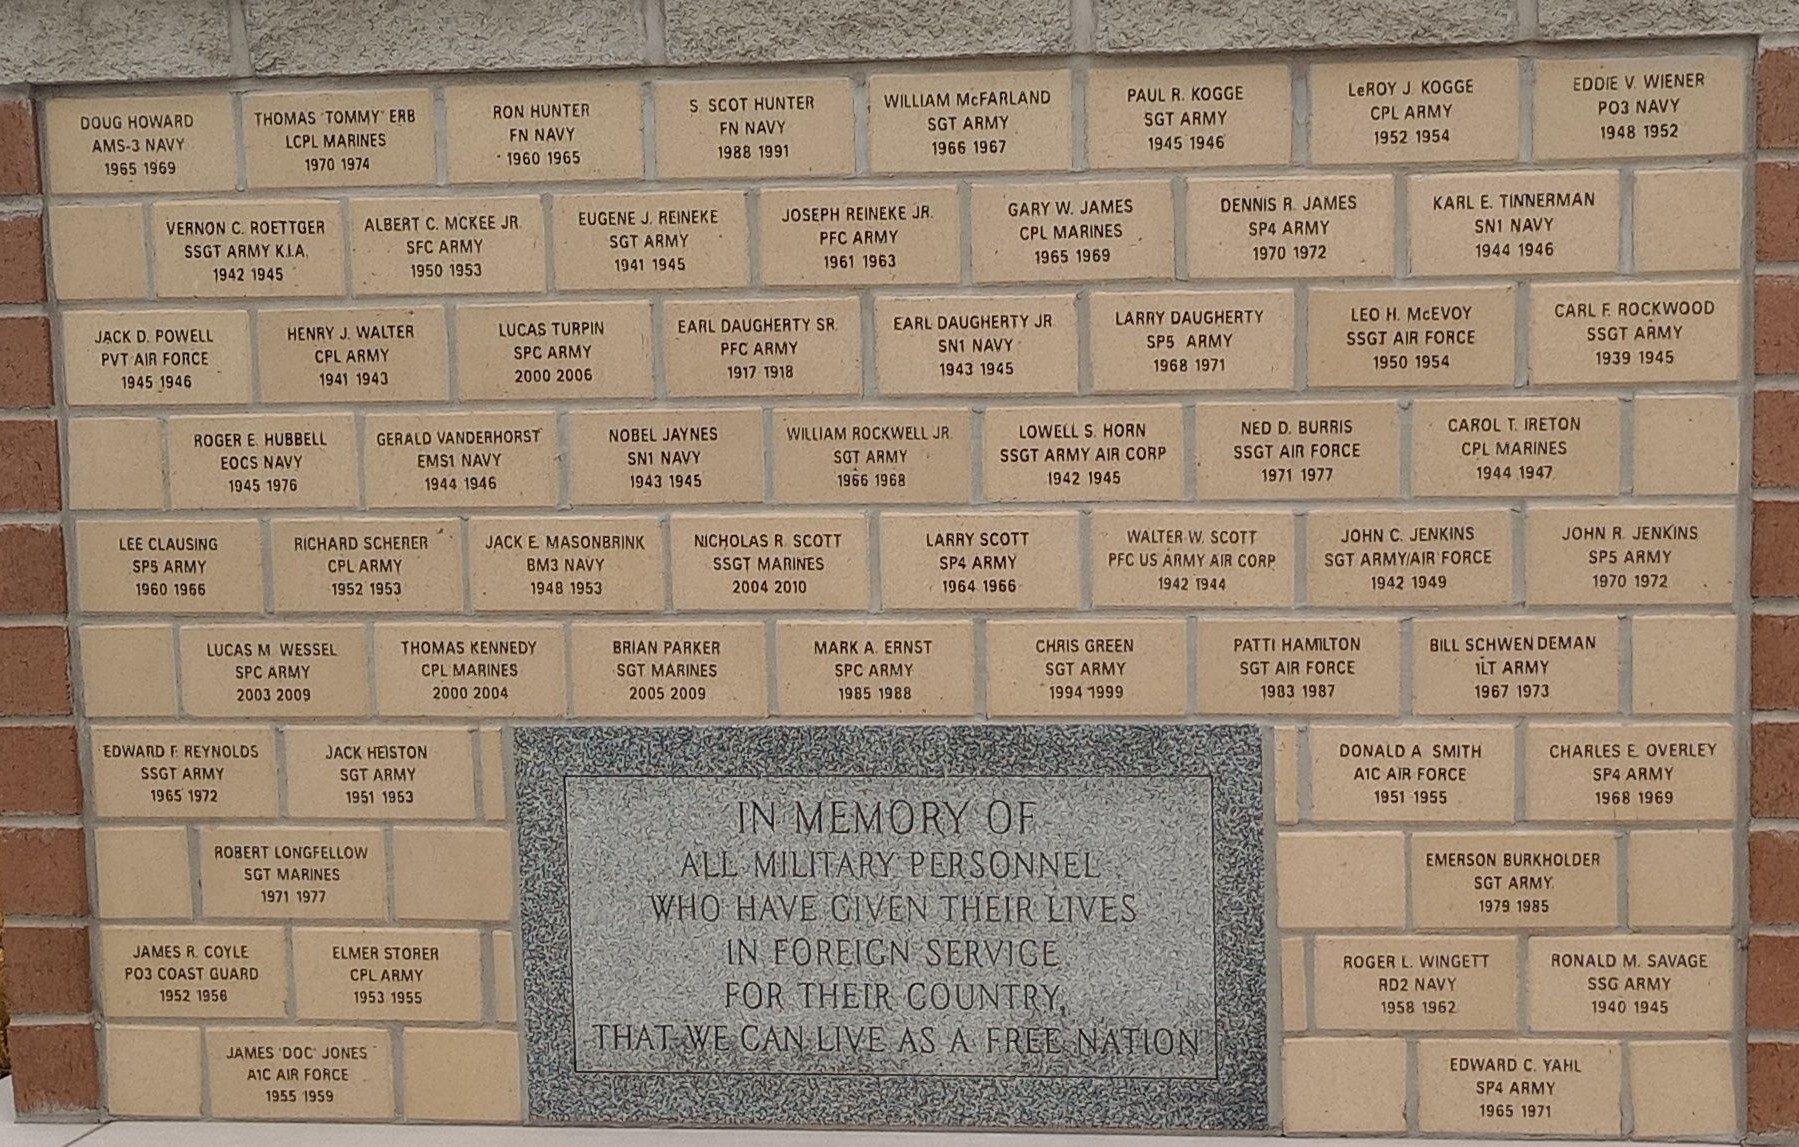 DOUG HOWARD
AMS-3 NAVY
1965 1969
THOMAS "TOMMY" ERB
LCPL MARINES
1970 1974
RON HUNTER
FN NAVY
1960 1965
S. SCOT HUNTER
FN NAVY
1988 1991
WILLIAM McFARLAND
SGT ARMY
1966 1967
PAUL R. KOGGE
SGT ARMY
1945 1946
LeROY J. KOGGE
CPL ARMY
1952 1954
EDDIE V. WIENER
PO3 NAVY
1948 1952
VERNON C. ROETTGER
SSGT ARMY K.I.A.
1942 1945
ALBERT C. MCKEE JR.
SFC ARMY
1950 1953
EUGENE J. REINEKE
SGT ARMY
1941 1945
JOSEPH REINEKE JR.
PFC ARMY
1961 1963
GARY W. JAMES
CPL MARINES
1965 1969
DENNIS R. JAMES
SP4 ARMY
1970 1972
KARL E. TINNERMAN
SN1 NAVY
1944 1946
JACK D. POWELL
PVT AIR FORCE
1945 1946
HENRY J. WALTER
CPL ARMY
1941 1943
LUCAS TURPIN
SPC ARMY
2000 2006
EARL DAUGHERTY SR.
PFC ARMY
1917 1918
EARL DAUGHERTY JR
SN1 NAVY
1943 1945
LARRY DAUGHERTY
SP5 ARMY
1968 1971
LEO H. McEVOY
SSGT AIR FORCE
1950 1954
CARL F. ROCKWOOD
SSGT ARMY
1939 1945
ROGER E. HUBBELL
EOCS NAVY
1945 1976
GERALD VANDERHORST
EMS1 NAVY
1944 1946
NOBEL JAYNES
SN1 NAVY
1943 1945
WILLIAM ROCKWELL JR.
SGT ARMY
1966 1968
LOWELL S. HORN
SSGT ARMY AIR CORP
1942 1945
NED D. BURRIS
SSGT AIR FORCE
1971 1977
CAROL T. IRETON
CPL MARINES
1944 1947
LEE CLAUSING
SP5 ARMY
1960 1966
RICHARD SCHERER
CPL ARMY
1952 1953
JACK E. MASONBRINK
BM3 NAVY
1948 1953
NICHOLAS R. SCOTT
SSGT MARINES
2004 2010
LARRY SCOTT
SP4 ARMY
1964 1966
WALTER W. SCOTT
PFC US ARMY AIR CORP
1942 1944
JOHN C. JENKINS
SGT ARMY/AIR FORCE
1942 1949
JOHN R. JENKINS
SP5 ARMY
1970 1972
LUCAS M. WESSEL
SPC ARMY
2003 2009
THOMAS KENNEDY
CPL MARINES
2000 2004
BRIAN PARKER
SGT MARINES
2005 2009
MARK A. ERNST
SPC ARMY
1985 1988
CHRIS GREEN
SGT ARMY
1994 1999
PATTI HAMILTON
SGT AIR FORCE
1983 1987
BILL SCHWENDEMAN
1LT ARMY
1967 1973
EDWARD F. REYNOLDS
SSGT ARMY
1965 1972
JACK HEISTON
SGT ARMY
1951 1953
DONALD A. SMITH
A1C AIR FORCE
1951 1955
CHARLES E. OVERLEY
SP4 ARMY
1968 1969
ROBERT LONGFELLOW
SGT MARINES
1971 1977
EMERSON BURKHOLDER
SGT ARMY
1979 1985
JAMES R. COYLE
PO3 COAST GUARD
1952 1956
ELMER STORER
CPL ARMY
1953 1955
ROGER L. WINGETT
RD2 NAVY
1958 1962
RONALD M. SAVAGE
SSG ARMY
1940 1945
JAMES "DOC" JONES
A1C AIR FORCE
1955 1959
EDWARD C. YAHL
SP4 ARMY
1965 1971
IN MEMORY OF
ALL MILITARY PERSONNEL
WHO HAVE GIVEN THEIR LIVES
IN FOREIGN SERVICE
FOR THEIR COUNTRY,
THAT WE CAN LIVE AS A FREE NATION